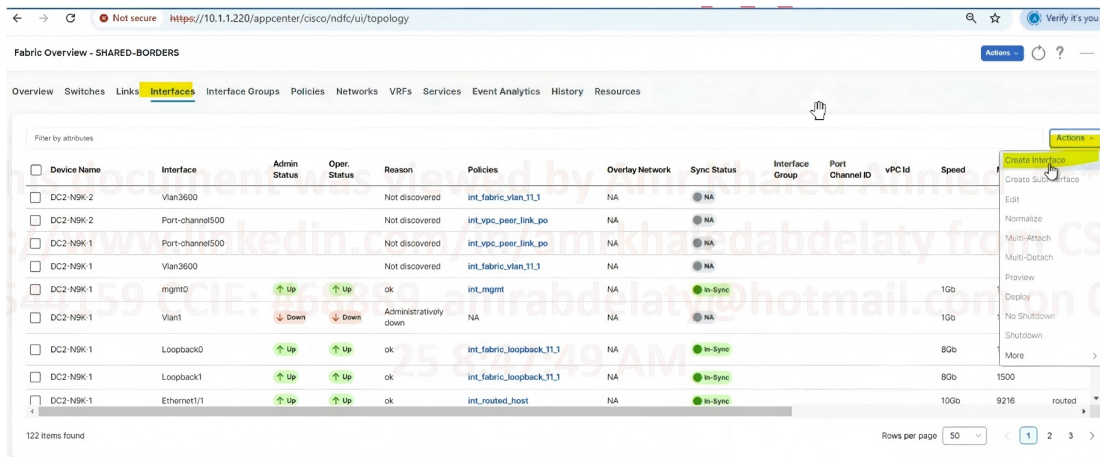 Not secure https://10.1.1.220/appcenter/cisco/ndfc/ui/topology Verify it's you
Fabric Overview - SHARED-BORDERS Actions
Overview Switches Links Interfaces Interface Groups Policies Networks VRFs Services Event Analytics History Resources
Filter by attributes Actions
Device Name Interface Admin Status Oper. Status Reason Policies Overlay Network Sync Status Interface Group Port Channel ID vPC Id Speed
DC2-N9K-2 Vlan3600 Not discovered int_fabric_vlan_11_1 NA NA
DC2-N9K-2 Port-channel500 Not discovered int_vpc_peer_link_po NA NA
DC2-N9K-1 Port-channel500 Not discovered int_vpc_peer_link_po NA NA
DC2-N9K-1 Vlan3600 Not discovered int_fabric_vlan_11_1 NA NA
DC2-N9K-1 mgmt0 Up Up ok int_mgmt NA In-Sync 1Gb
DC2-N9K-1 Vlan1 Down Down Administratively down NA NA NA 1Gb
DC2-N9K-1 Loopback0 Up Up ok int_fabric_loopback_11_1 NA In-Sync 8Gb
DC2-N9K-1 Loopback1 Up Up ok int_fabric_loopback_11_1 NA In-Sync 8Gb 1500
DC2-N9K-1 Ethernet1/1 Up Up ok int_routed_host NA In-Sync 10Gb 9216 routed
Create Interface
Create Subinterface
Edit
Normalize
Multi-Attach
Multi-Detach
Preview
Deploy
No Shutdown
Shutdown
More
122 items found Rows per page 50 1 2 3